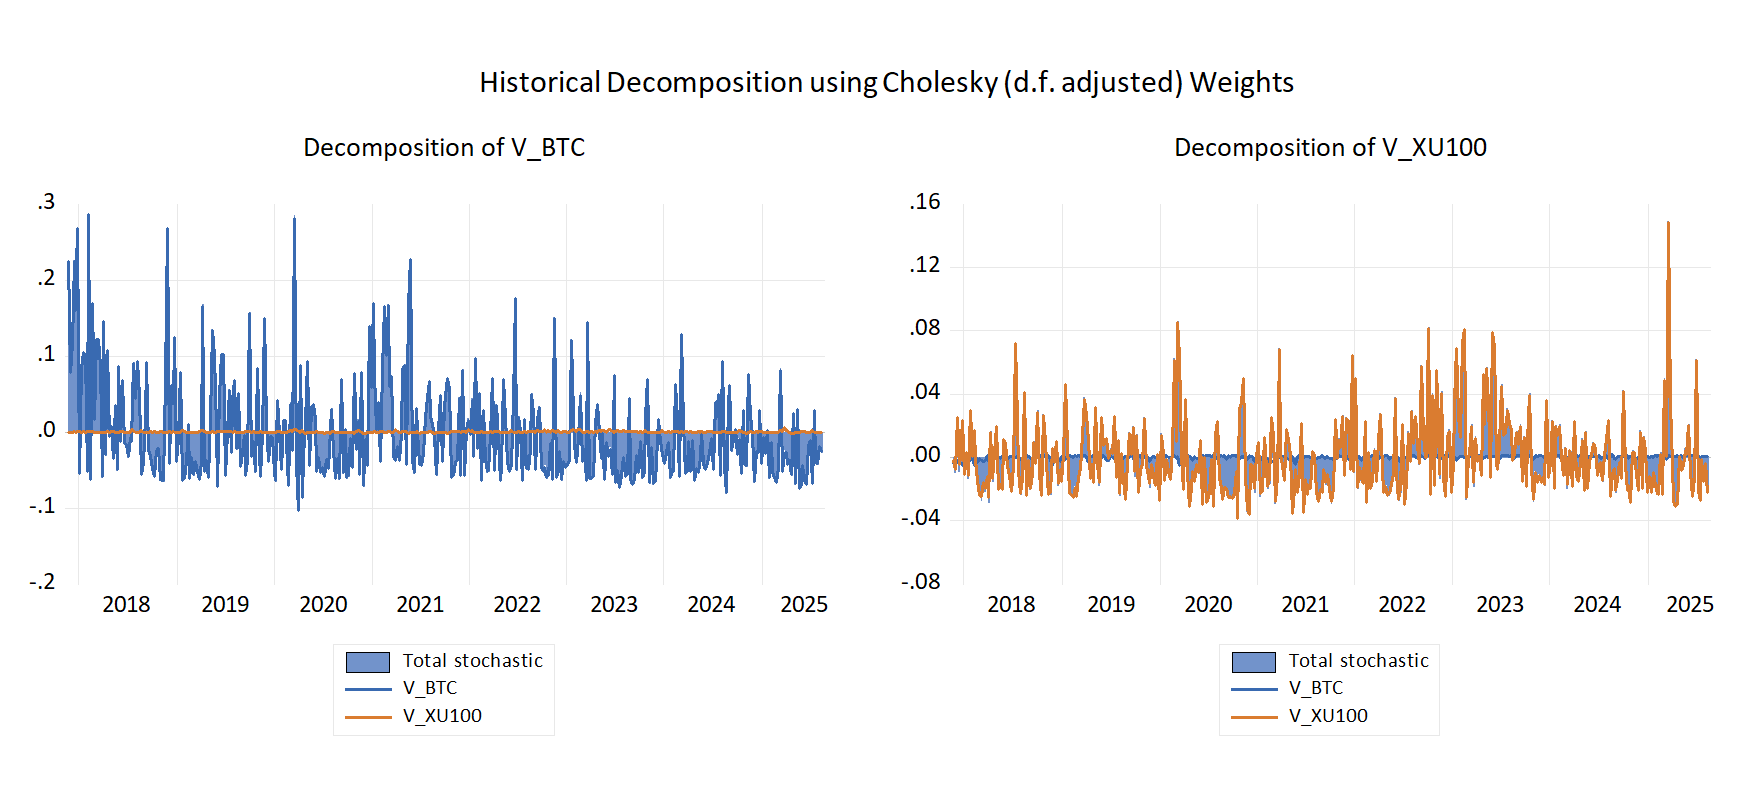 Historical Decomposition using Cholesky (d.f. adjusted) Weights
Decomposition of V_BTC
.3
.2
.1
.0
-.1
-.2
2018 2019 2020 2021 2022 2023 2024 2025
Total stochastic
V_BTC
V_XU100
Decomposition of V_XU100
.16
.12
.08
.04
.00
-.04
-.08
2018 2019 2020 2021 2022 2023 2024 2025
Total stochastic
V_BTC
V_XU100